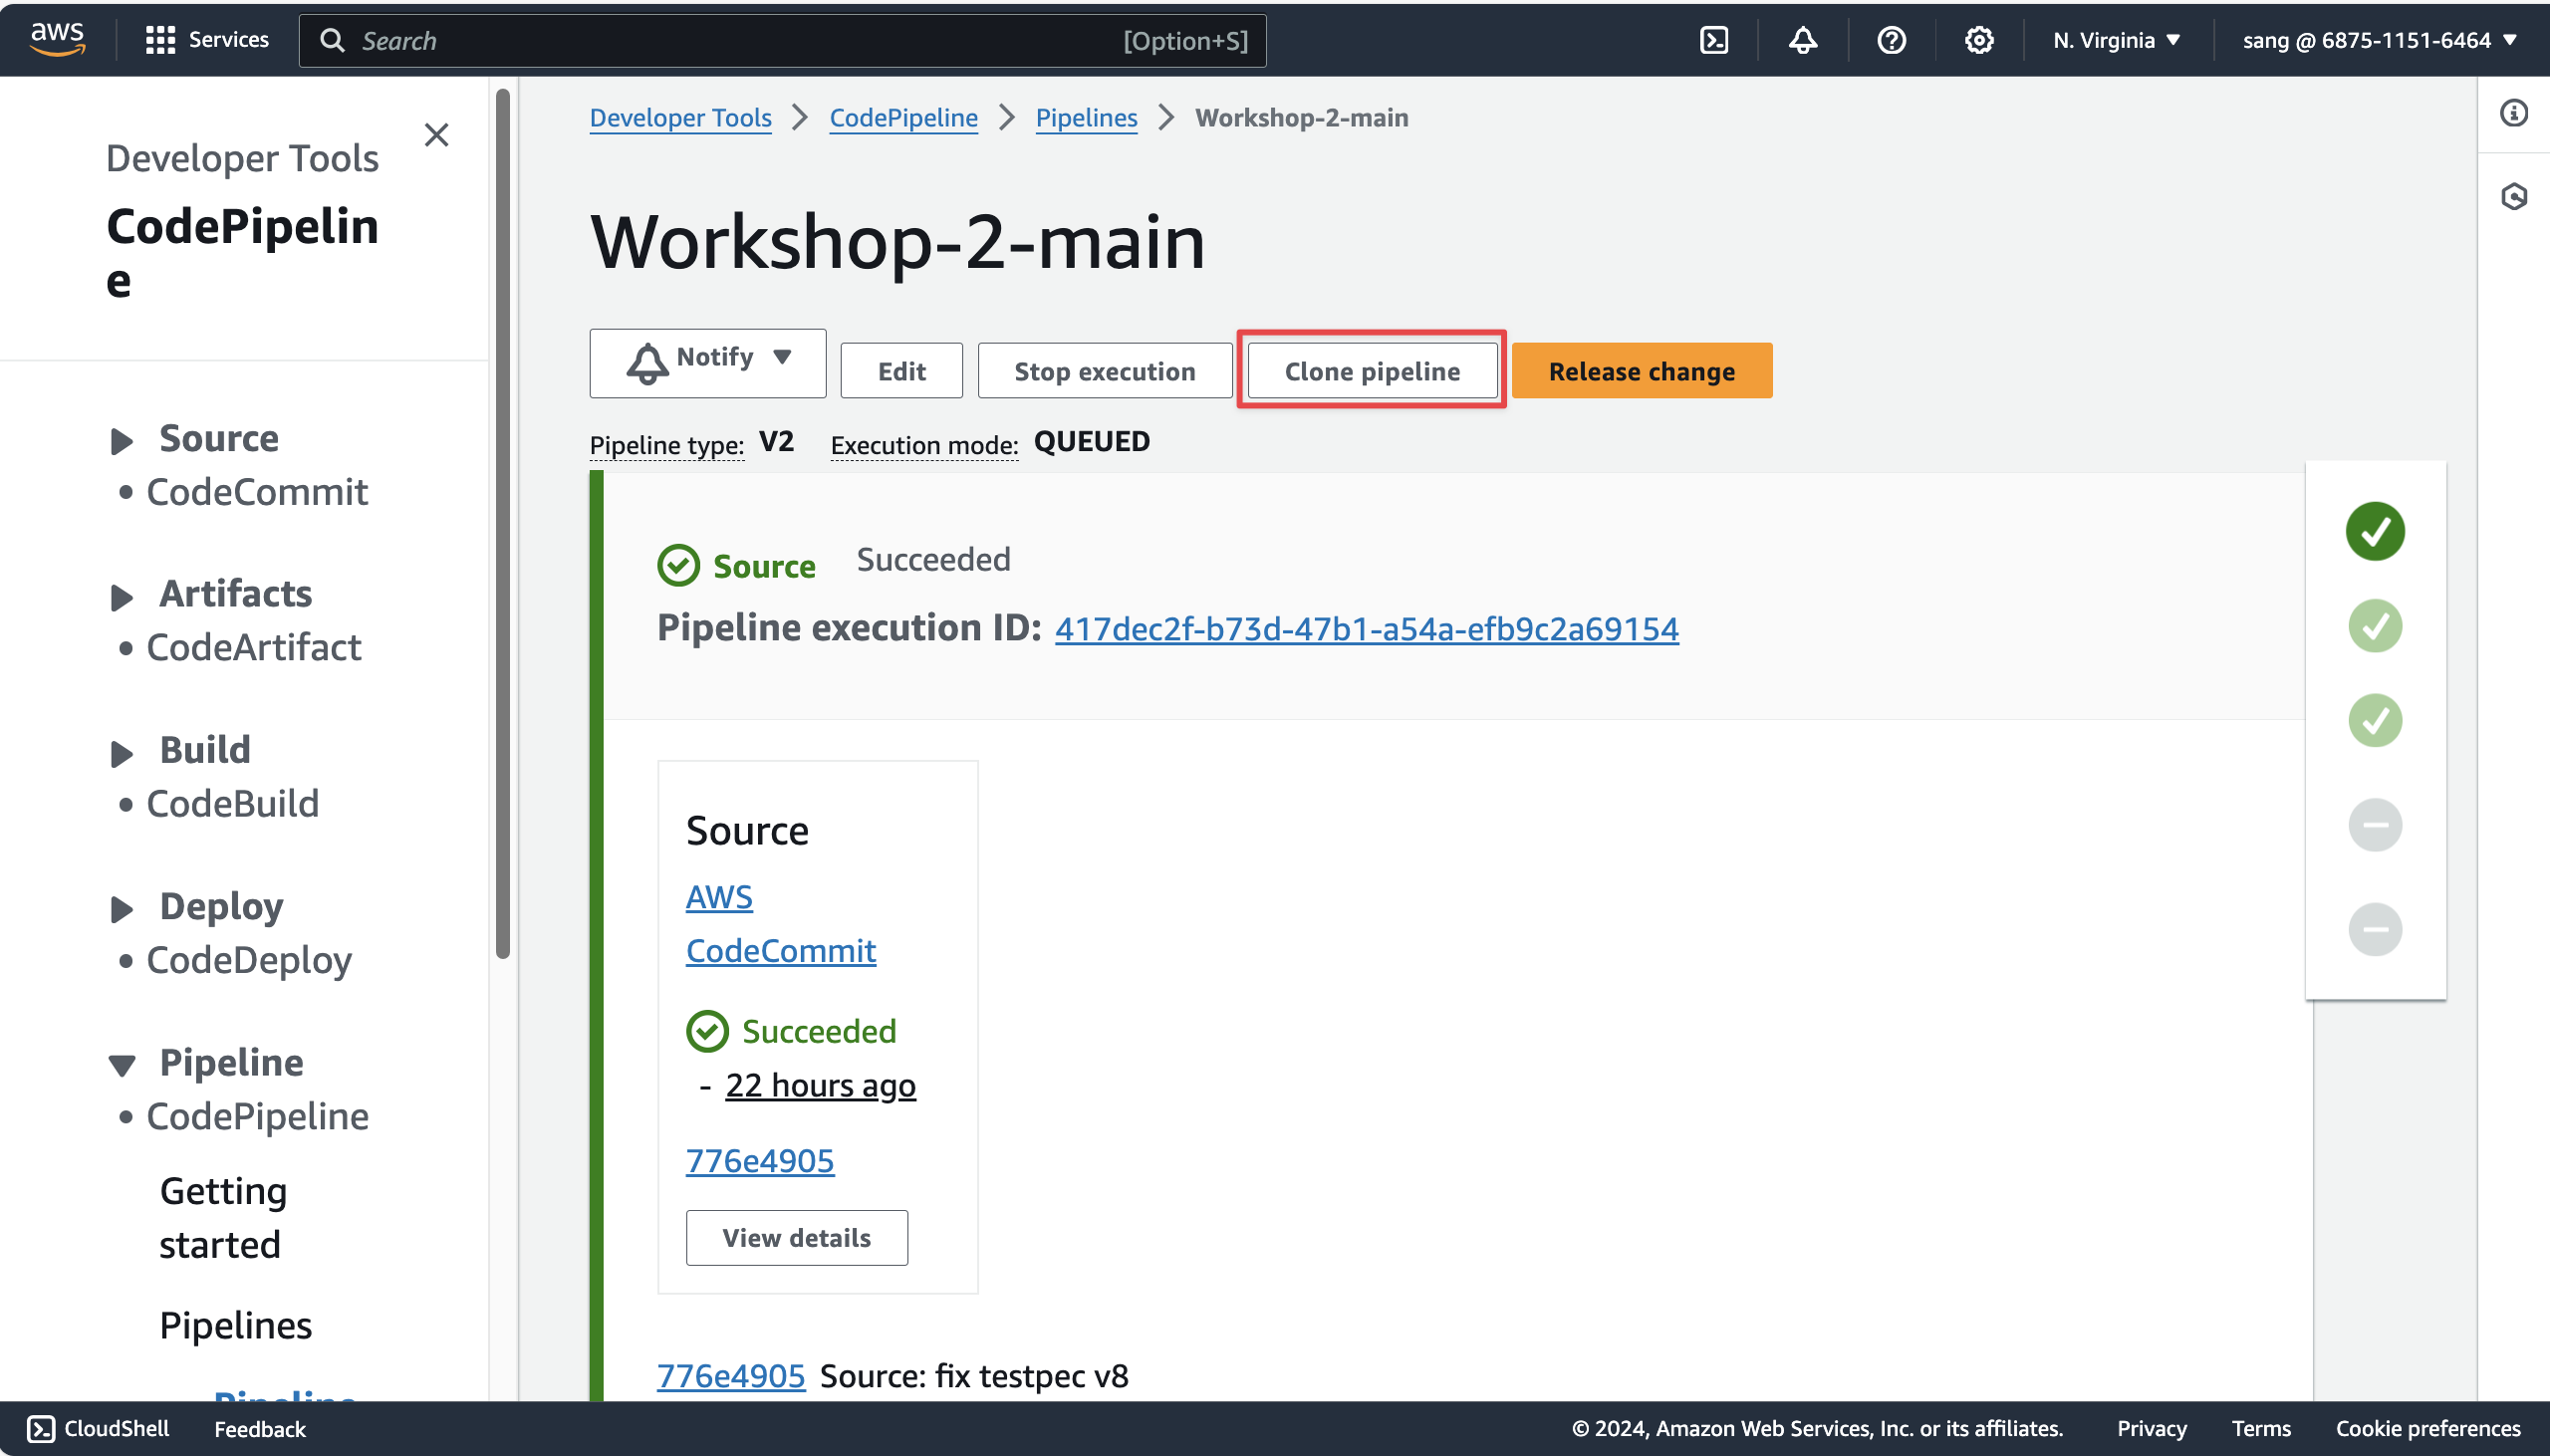 aws
Services
Search
[Option+S]
N. Virginia
sang @ 6875-1151-6464
Developer Tools
CodePipelin
e
Source
• CodeCommit
Artifacts
• CodeArtifact
Build
• CodeBuild
Deploy
• CodeDeploy
Pipeline
• CodePipeline
Getting
started
Pipelines
Pipeline
Developer Tools > CodePipeline > Pipelines > Workshop-2-main
Workshop-2-main
Notify
Edit
Stop execution
Clone pipeline
Release change
Pipeline type: V2 Execution mode: QUEUED
Source Succeeded
Pipeline execution ID: 417dec2f-b73d-47b1-a54a-efb9c2a69154
Source
AWS
CodeCommit
Succeeded
- 22 hours ago
776e4905
View details
776e4905 Source: fix testpec v8
CloudShell
Feedback
© 2024, Amazon Web Services, Inc. or its affiliates.
Privacy
Terms
Cookie preferences